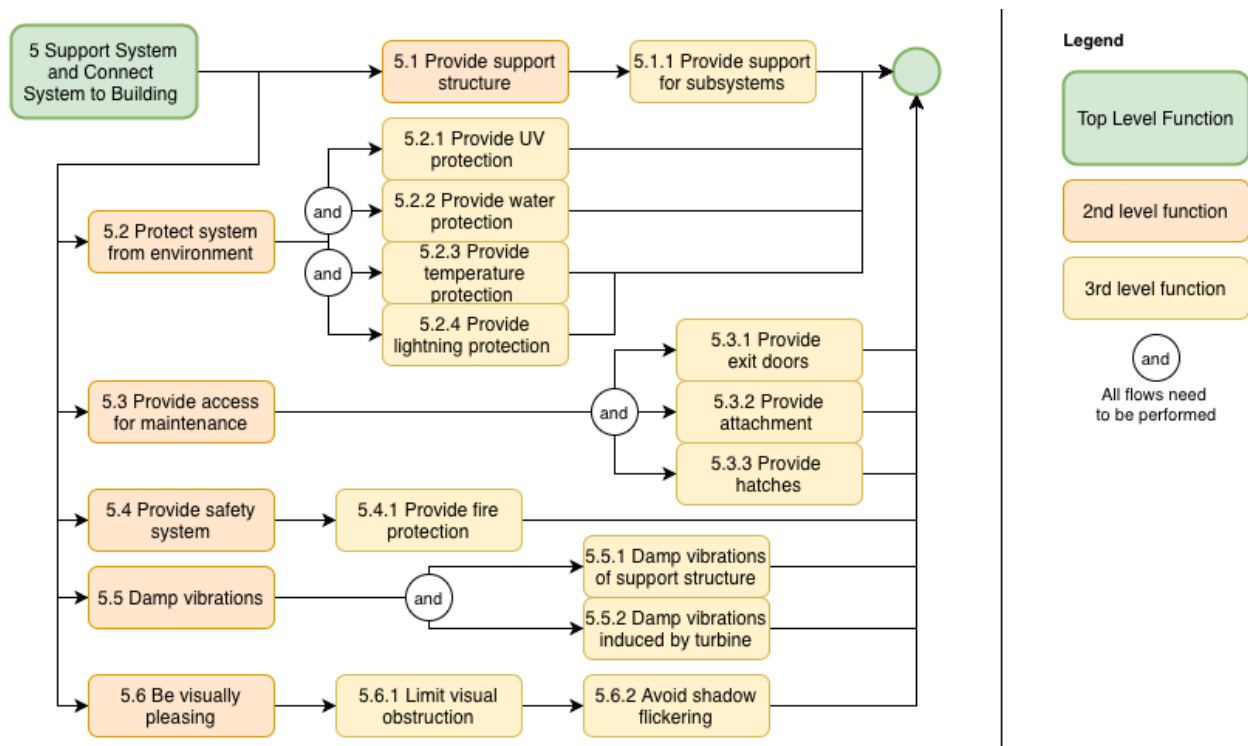 5 Support System
and Connect
System to Building
5.1 Provide support
structure
5.1.1 Provide support
for subsystems
5.2 Protect system
from environment
and
and
5.2.1 Provide UV
protection
5.2.2 Provide water
protection
5.2.3 Provide
temperature
protection
5.2.4 Provide
lightning protection
5.3 Provide access
for maintenance
and
5.3.1 Provide
exit doors
5.3.2 Provide
attachment
5.3.3 Provide
hatches
5.4 Provide safety
system
5.4.1 Provide fire
protection
5.5 Damp vibrations
and
5.5.1 Damp vibrations
of support structure
5.5.2 Damp vibrations
induced by turbine
5.6 Be visually
pleasing
5.6.1 Limit visual
obstruction
5.6.2 Avoid shadow
flickering
Legend
Top Level Function
2nd level function
3rd level function
and
All flows need
to be performed